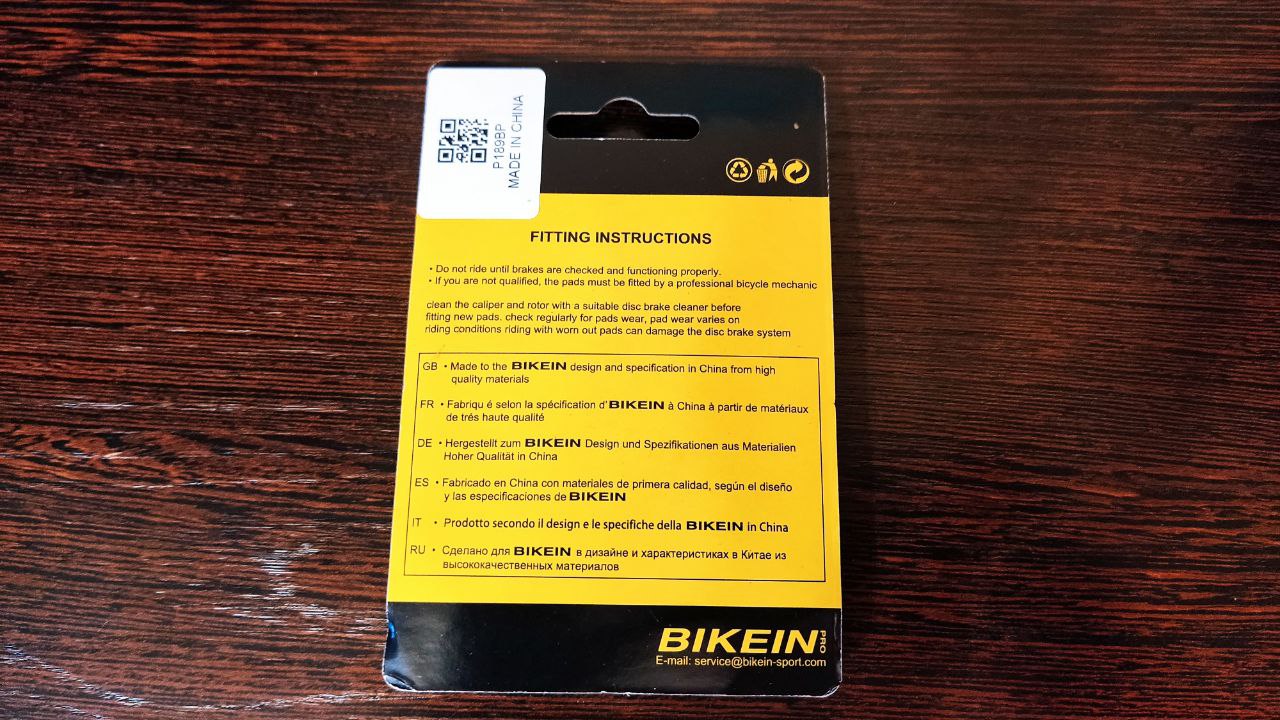 P189BP
MADE IN CHINA
FITTING INSTRUCTIONS
• Do not ride until brakes are checked and functioning properly.
• If you are not qualified, the pads must be fitted by a professional bicycle mechanic
clean the caliper and rotor with a suitable disc brake cleaner before
fitting new pads. check regularly for pads wear, pad wear varies on
riding conditions riding with worn out pads can damage the disc brake system
GB • Made to the BIKEIN design and specification in China from high
quality materials
FR • Fabriqu é selon la spécification d'BIKEIN à China à partir de matériaux
de trés haute qualité
DE • Hergestellt zum BIKEIN Design und Spezifikationen aus Materialien
Hoher Qualität in China
ES • Fabricado en China con materiales de primera calidad, según el diseño
y las especificaciones de BIKEIN
IT • Prodotto secondo il design e le specifiche della BIKEIN in China
RU • Сделано для BIKEIN в дизайне и характеристиках в Китае из
высококачественных материалов
BIKEIN PRO
E-mail: service@bikein-sport.com